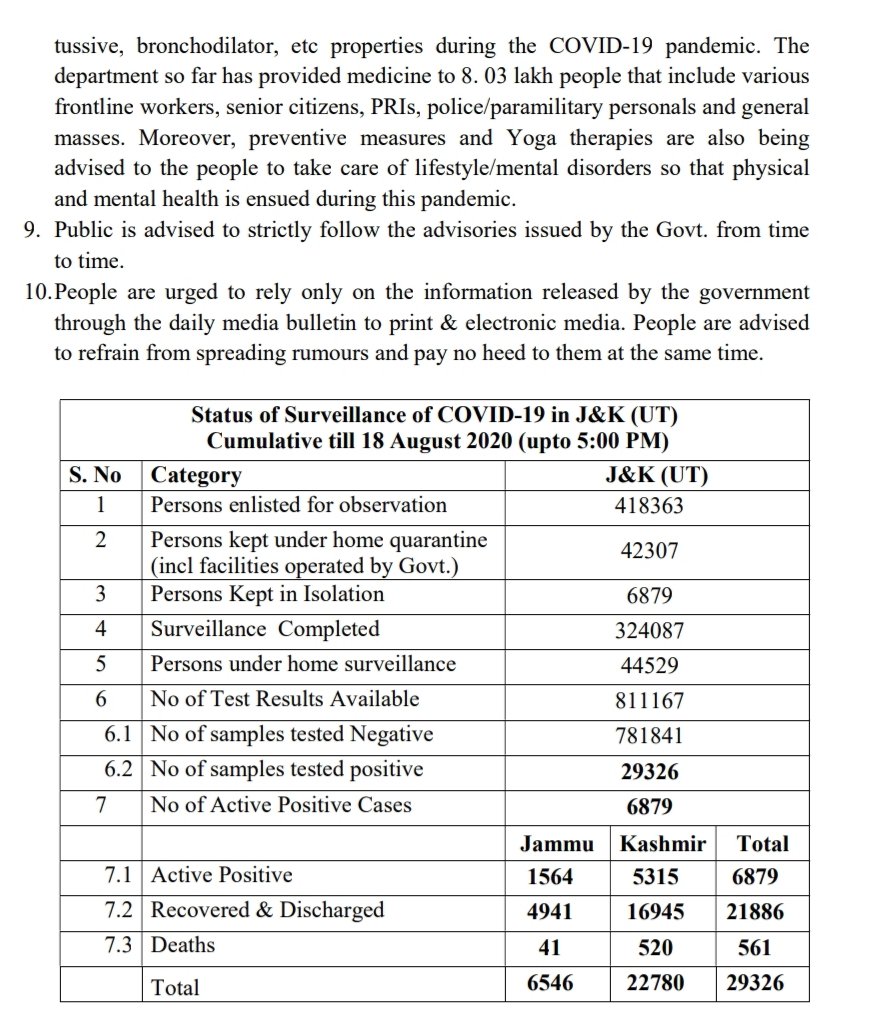 tussive, bronchodilator, etc properties during the COVID-19 pandemic. The
department so far has provided medicine to 8. 03 lakh people that include various
frontline workers, senior citizens, PRIs, police/paramilitary personals and general
masses. Moreover, preventive measures and Yoga therapies are also being
advised to the people to take care of lifestyle/mental disorders so that physical
and mental health is ensued during this pandemic.
9. Public is advised to strictly follow the advisories issued by the Govt. from time
to time.
10.People are urged to rely only on the information released by the government
through the daily media bulletin to print & electronic media. People are advised
to refrain from spreading rumours and pay no heed to them at the same time.
Status of Surveillance of COVID-19 in J&K (UT)
Cumulative till 18 August 2020 (upto 5:00 PM)
S. No Category J&K (UT)
1 Persons enlisted for observation 418363
2 Persons kept under home quarantine
(incl facilities operated by Govt.) 42307
3 Persons Kept in Isolation 6879
4 Surveillance Completed 324087
5 Persons under home surveillance 44529
6 No of Test Results Available 811167
6.1 No of samples tested Negative 781841
6.2 No of samples tested positive 29326
7 No of Active Positive Cases 6879
Jammu Kashmir Total
7.1 Active Positive 1564 5315 6879
7.2 Recovered & Discharged 4941 16945 21886
7.3 Deaths 41 520 561
Total 6546 22780 29326